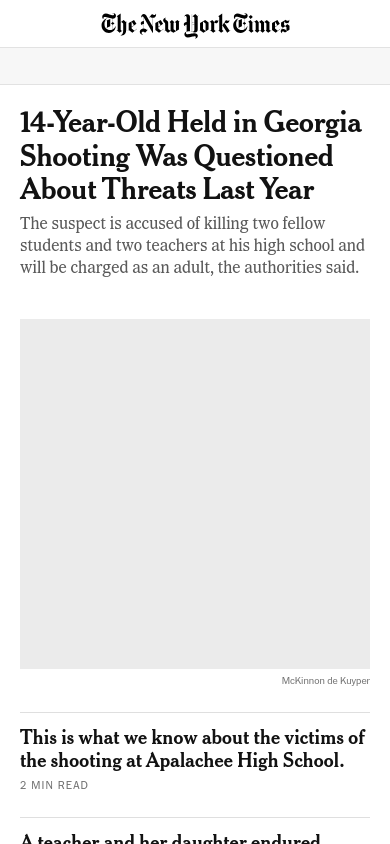 The New York Times
14-Year-Old Held in Georgia
Shooting Was Questioned
About Threats Last Year
The suspect is accused of killing two fellow
students and two teachers at his high school and
will be charged as an adult, the authorities said.
McKinnon de Kuyper
This is what we know about the victims of
the shooting at Apalachee High School.
2 MIN READ
A teacher and her daughter endured